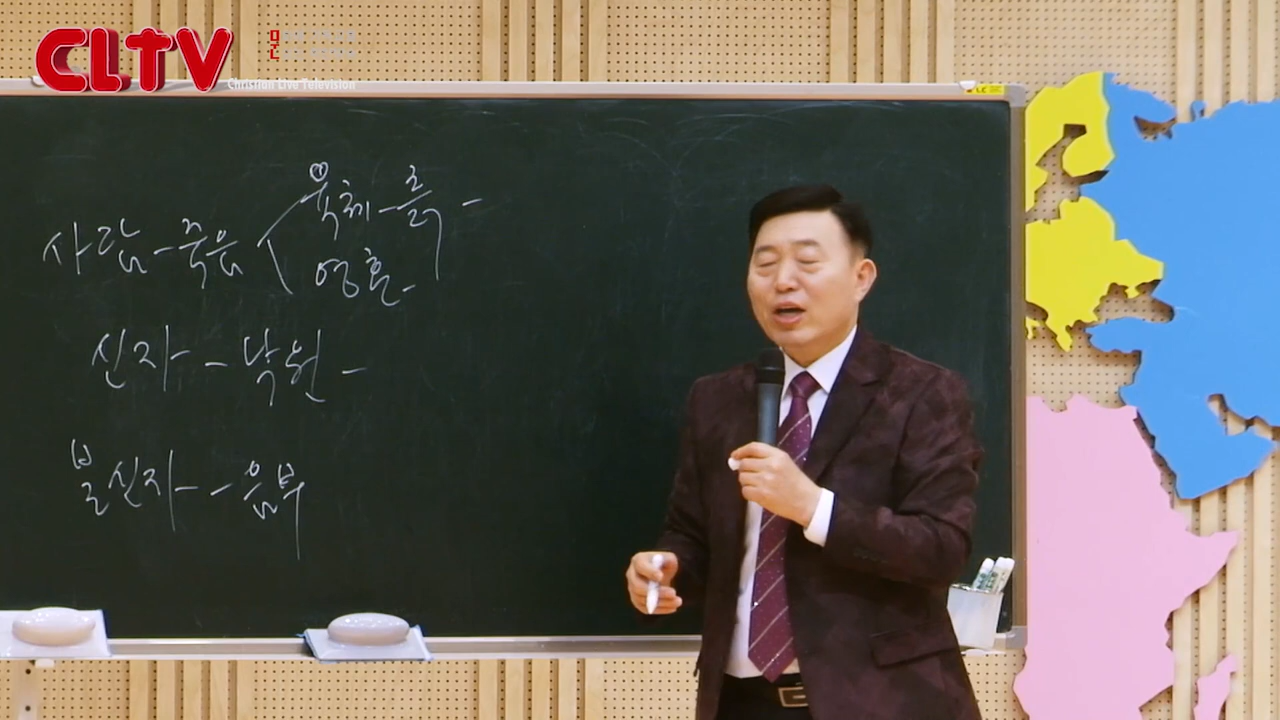 CLTV
Christian Live Television
육체-흙-
사람-죽음
영혼-
신자-낙원-
불신자--음부